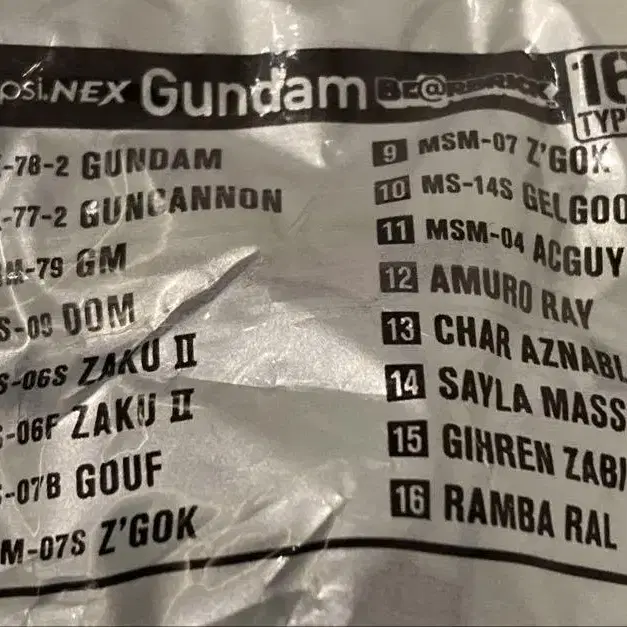 psi.NEX Gundam BE@RBRICK 16 TYP
-78-2 GUNDAM
-77-2 GUNCANNON
M-79 GM
S-09 DOM
S-06S ZAKU II
-06F ZAKU II
-07B GOUF
M-07S Z'GOK
9 MSM-07 Z'GOK
10 MS-14S GELGOO
11 MSM-04 ACGUY
12 AMURO RAY
13 CHAR AZNABL
14 SAYLA MASS
15 GIHREN ZABI
16 RAMBA RAL